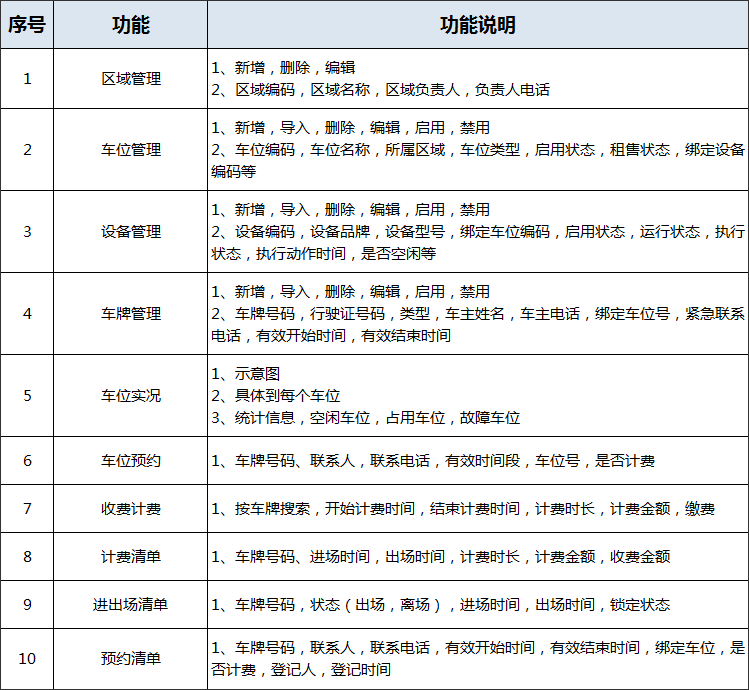 序号 功能 功能说明
1 区域管理
1、新增，删除，编辑
2、区域编码，区域名称，区域负责人，负责人电话
2 车位管理
1、新增，导入，删除，编辑，启用，禁用
2、车位编码，车位名称，所属区域，车位类型，启用状态，租售状态，绑定设备
编码等
3 设备管理
1、新增，导入，删除，编辑，启用，禁用
2、设备编码，设备品牌，设备型号，绑定车位编码，启用状态，运行状态，执行
状态，执行动作时间，是否空闲等
4 车牌管理
1、新增，导入，删除，编辑，启用，禁用
2、车牌号码，行驶证号码，类型，车主姓名，车主电话，绑定车位号，紧急联系
电话，有效开始时间，有效结束时间
5 车位实况
1、示意图
2、具体到每个车位
3、统计信息，空闲车位，占用车位，故障车位
6 车位预约 1、车牌号码、联系人，联系电话，有效时间段，车位号，是否计费
7 收费计费 1、按车牌搜索，开始计费时间，结束计费时间，计费时长，计费金额，缴费
8 计费清单 1、车牌号码、进场时间，出场时间，计费时长，计费金额，收费金额
9 进出场清单 1、车牌号码，状态（出场，离场），进场时间，出场时间，锁定状态
10 预约清单
1、车牌号码，联系人，联系电话，有效开始时间，有效结束时间，绑定车位，是
否计费，登记人，登记时间